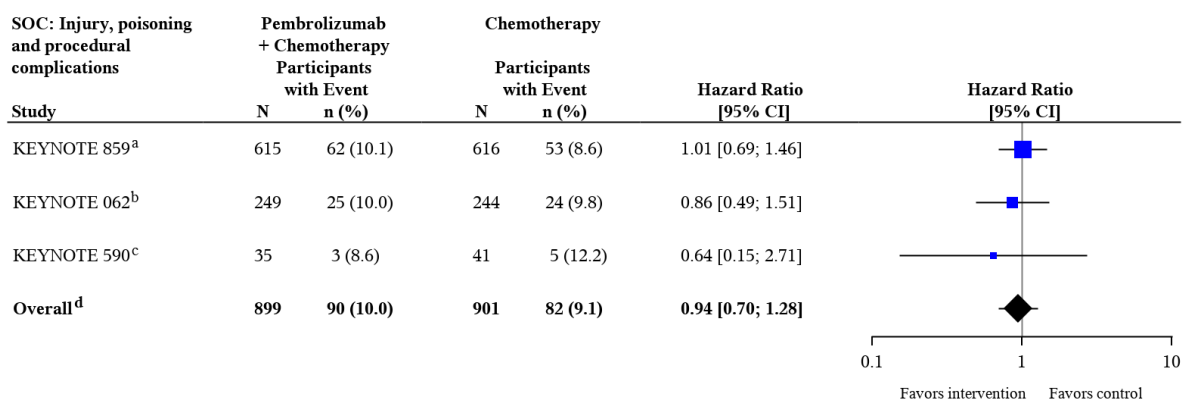 SOC: Injury, poisoning Pembrolizumab Chemotherapy
and procedural + Chemotherapy
complications Participants Participants
with Event with Event Hazard Ratio Hazard Ratio
Study N n (%) N n (%) [95% CI] [95% CI]
KEYNOTE 859a 615 62 (10.1) 616 53 (8.6) 1.01 [0.69; 1.46]
KEYNOTE 062b 249 25 (10.0) 244 24 (9.8) 0.86 [0.49; 1.51]
KEYNOTE 590c 35 3 (8.6) 41 5 (12.2) 0.64 [0.15; 2.71]
Overalld 899 90 (10.0) 901 82 (9.1) 0.94 [0.70; 1.28]
0.1 1 10
Favors intervention Favors control